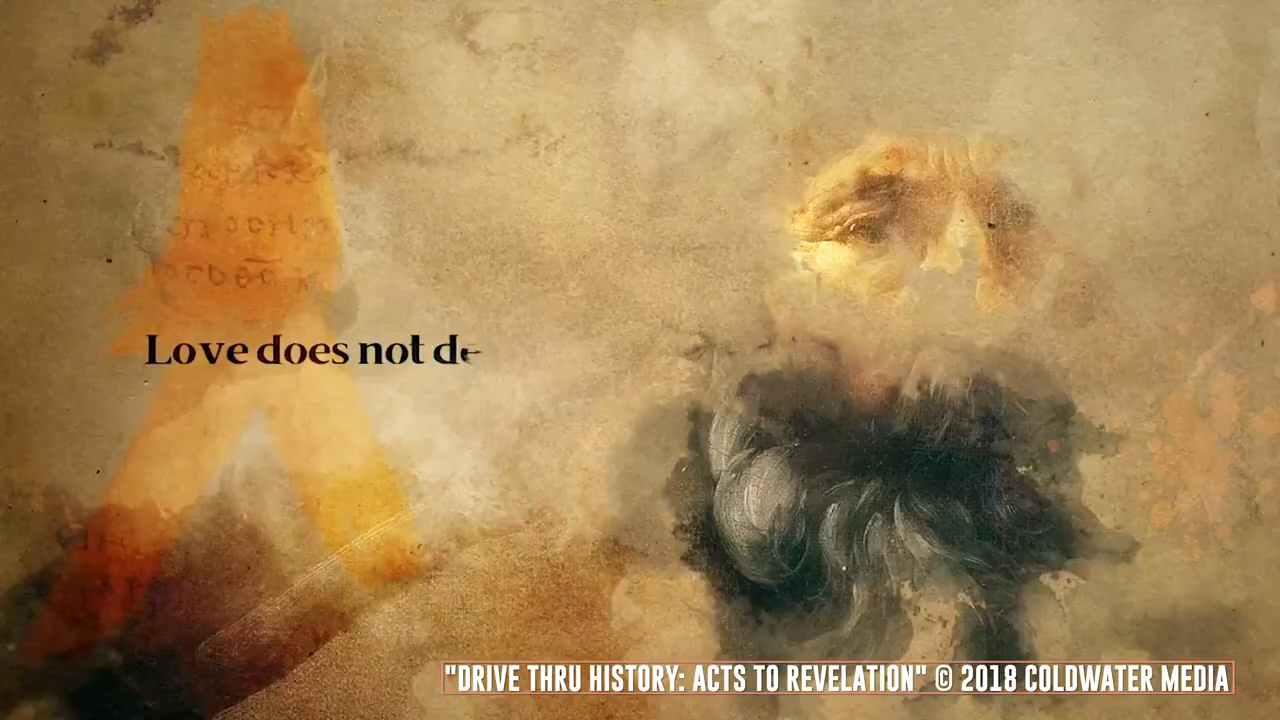 Love does not de
"DRIVE THRU HISTORY: ACTS TO REVELATION" © 2018 COLDWATER MEDIA